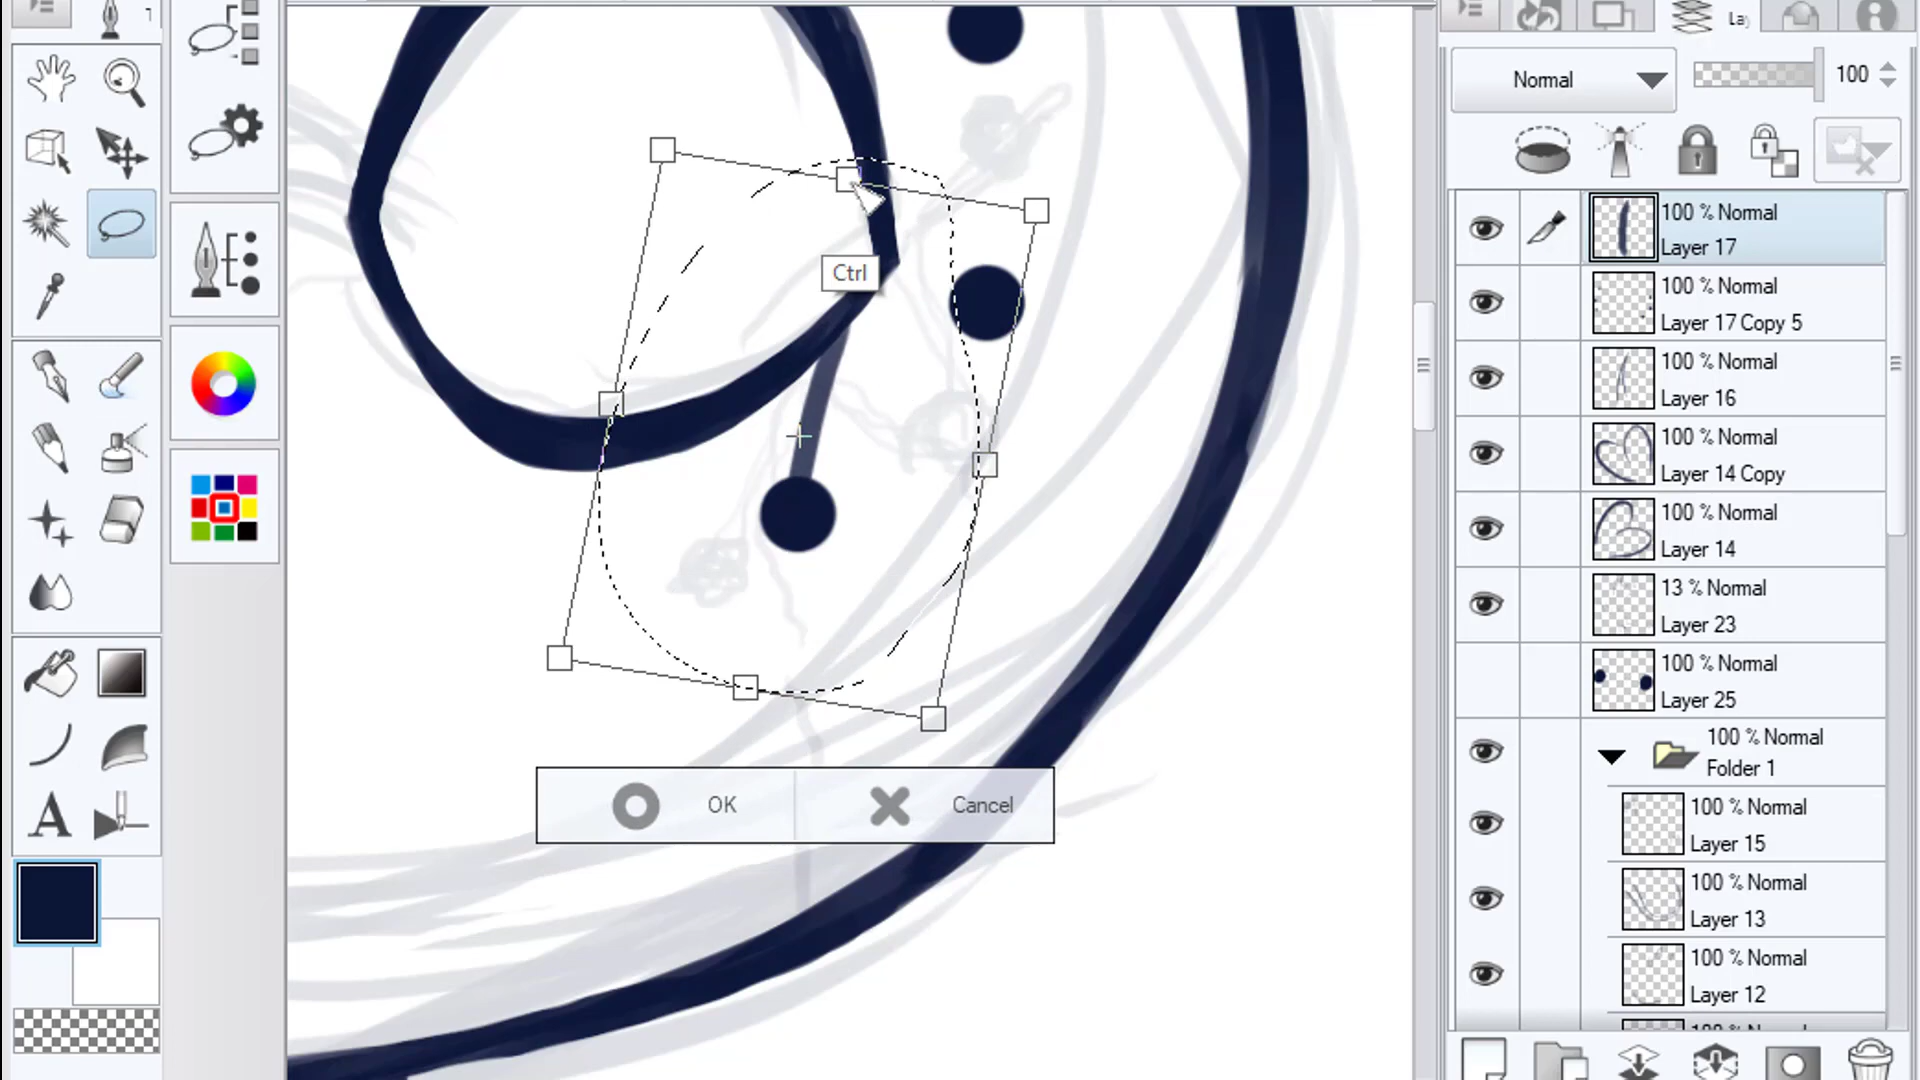 La
Normal
100
100 % Normal
Layer 17
100 % Normal
Layer 17 Copy 5
100 % Normal
Layer 16
100 % Normal
Layer 14 Copy
100 % Normal
Layer 14
13 % Normal
Layer 23
100 % Normal
Layer 25
100 % Normal
Folder 1
100 % Normal
Layer 15
100 % Normal
Layer 13
100 % Normal
Layer 12
Ctrl
OK
Cancel